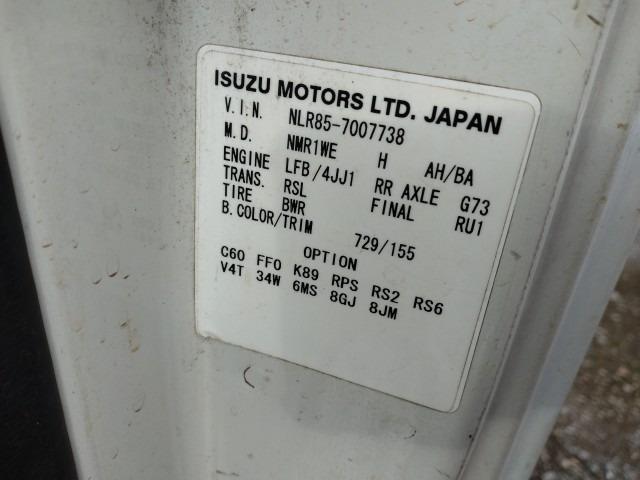 ISUZU MOTORS LTD. JAPAN
V.I.N. NLR85-7007738
M.D. NMR1WE H AH/BA
ENGINE LFB/4JJ1 RR AXLE G73
TRANS. RSL FINAL RU1
TIRE BWR
B.COLOR/TRIM 729/155
OPTION
C60 FF0 K89 RPS RS2 RS6
V4T 34W 6MS 8GJ 8JM